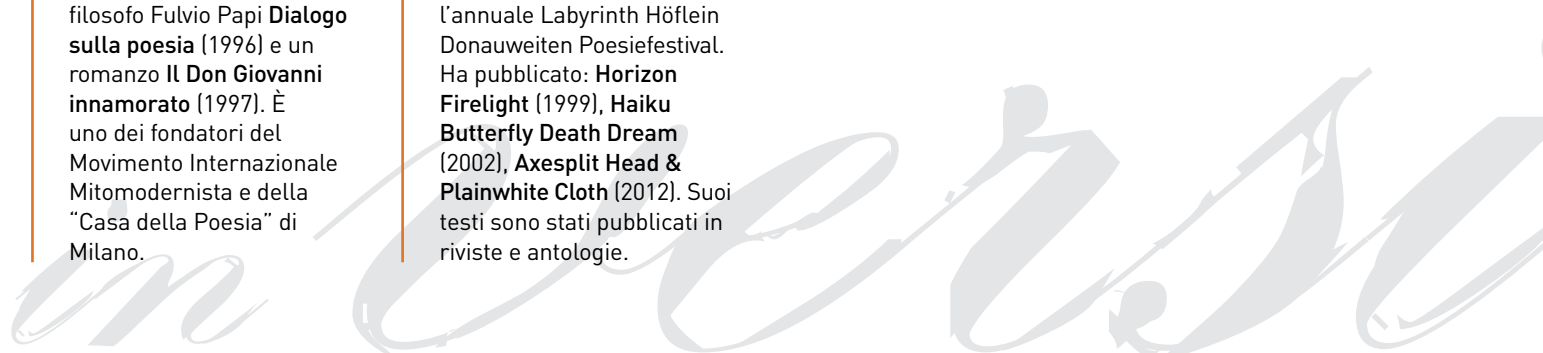 filosofo Fulvio Papi Dialogo
sulla poesia (1996) e un
romanzo Il Don Giovanni
innamorato (1997). È
uno dei fondatori del
Movimento Internazionale
Mitomodernista e della
“Casa della Poesia” di
Milano.
l’annuale Labyrinth Höflein
Donauweiten Poesiefestival.
Ha pubblicato: Horizon
Firelight (1999), Haiku
Butterfly Death Dream
(2002), Axesplit Head &
Plainwhite Cloth (2012). Suoi
testi sono stati pubblicati in
riviste e antologie.
in